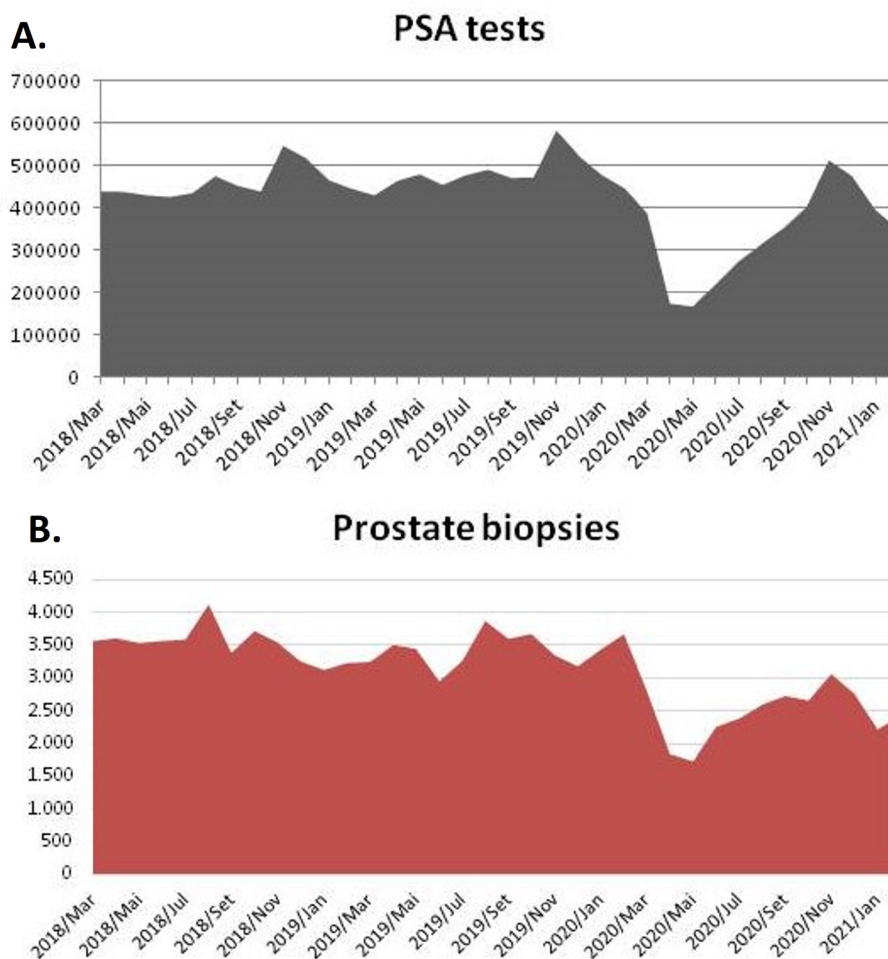 A.
PSA tests
700000
600000
500000
400000
300000
200000
100000
0
2018/Mar
2018/Mai
2018/Jul
2018/Set
2018/Nov
2019/Jan
2019/Mar
2019/Mai
2019/Jul
2019/Set
2019/Nov
2020/Jan
2020/Mar
2020/Mai
2020/Jul
2020/Set
2020/Nov
2021/Jan
B.
Prostate biopsies
4.500
4.000
3.500
3.000
2.500
2.000
1.500
1.000
500
0
2018/Mar
2018/Mai
2018/Jul
2018/Set
2018/Nov
2019/Jan
2019/Mar
2019/Mai
2019/Jul
2019/Set
2019/Nov
2020/Jan
2020/Mar
2020/Mai
2020/Jul
2020/Set
2020/Nov
2021/Jan